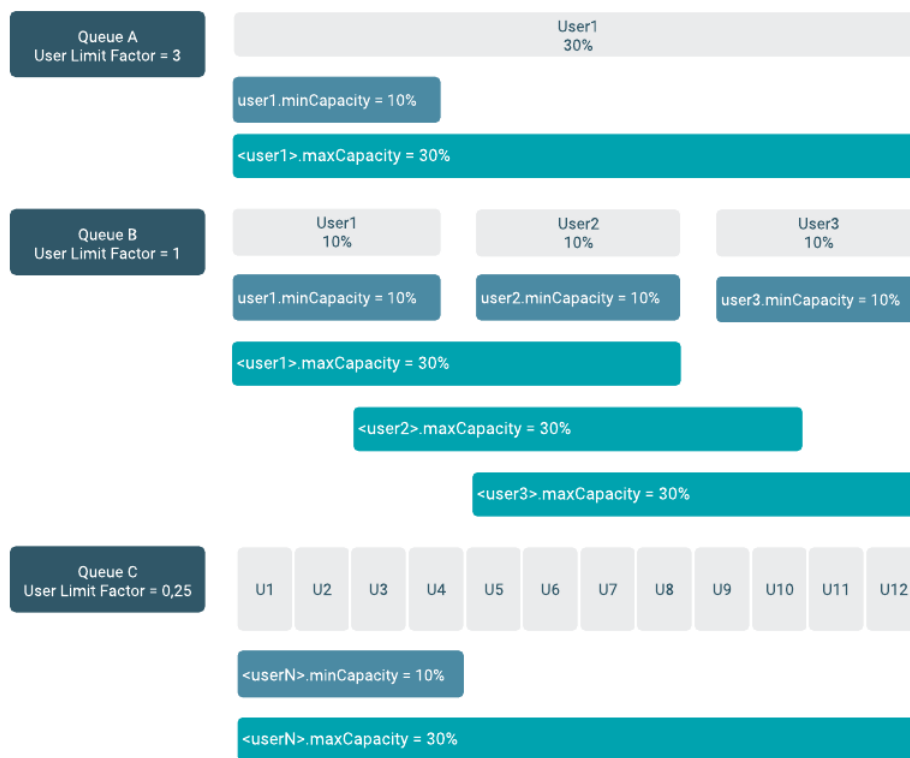 Queue A
User Limit Factor = 3
User1
30%
user1.minCapacity = 10%
<user1>.maxCapacity = 30%
Queue B
User Limit Factor = 1
User1
10%
User2
10%
User3
10%
user1.minCapacity = 10%
user2.minCapacity = 10%
user3.minCapacity = 10%
<user1>.maxCapacity = 30%
<user2>.maxCapacity = 30%
<user3>.maxCapacity = 30%
Queue C
User Limit Factor = 0,25
U1
U2
U3
U4
U5
U6
U7
U8
U9
U10
U11
U12
<userN>.minCapacity = 10%
<userN>.maxCapacity = 30%